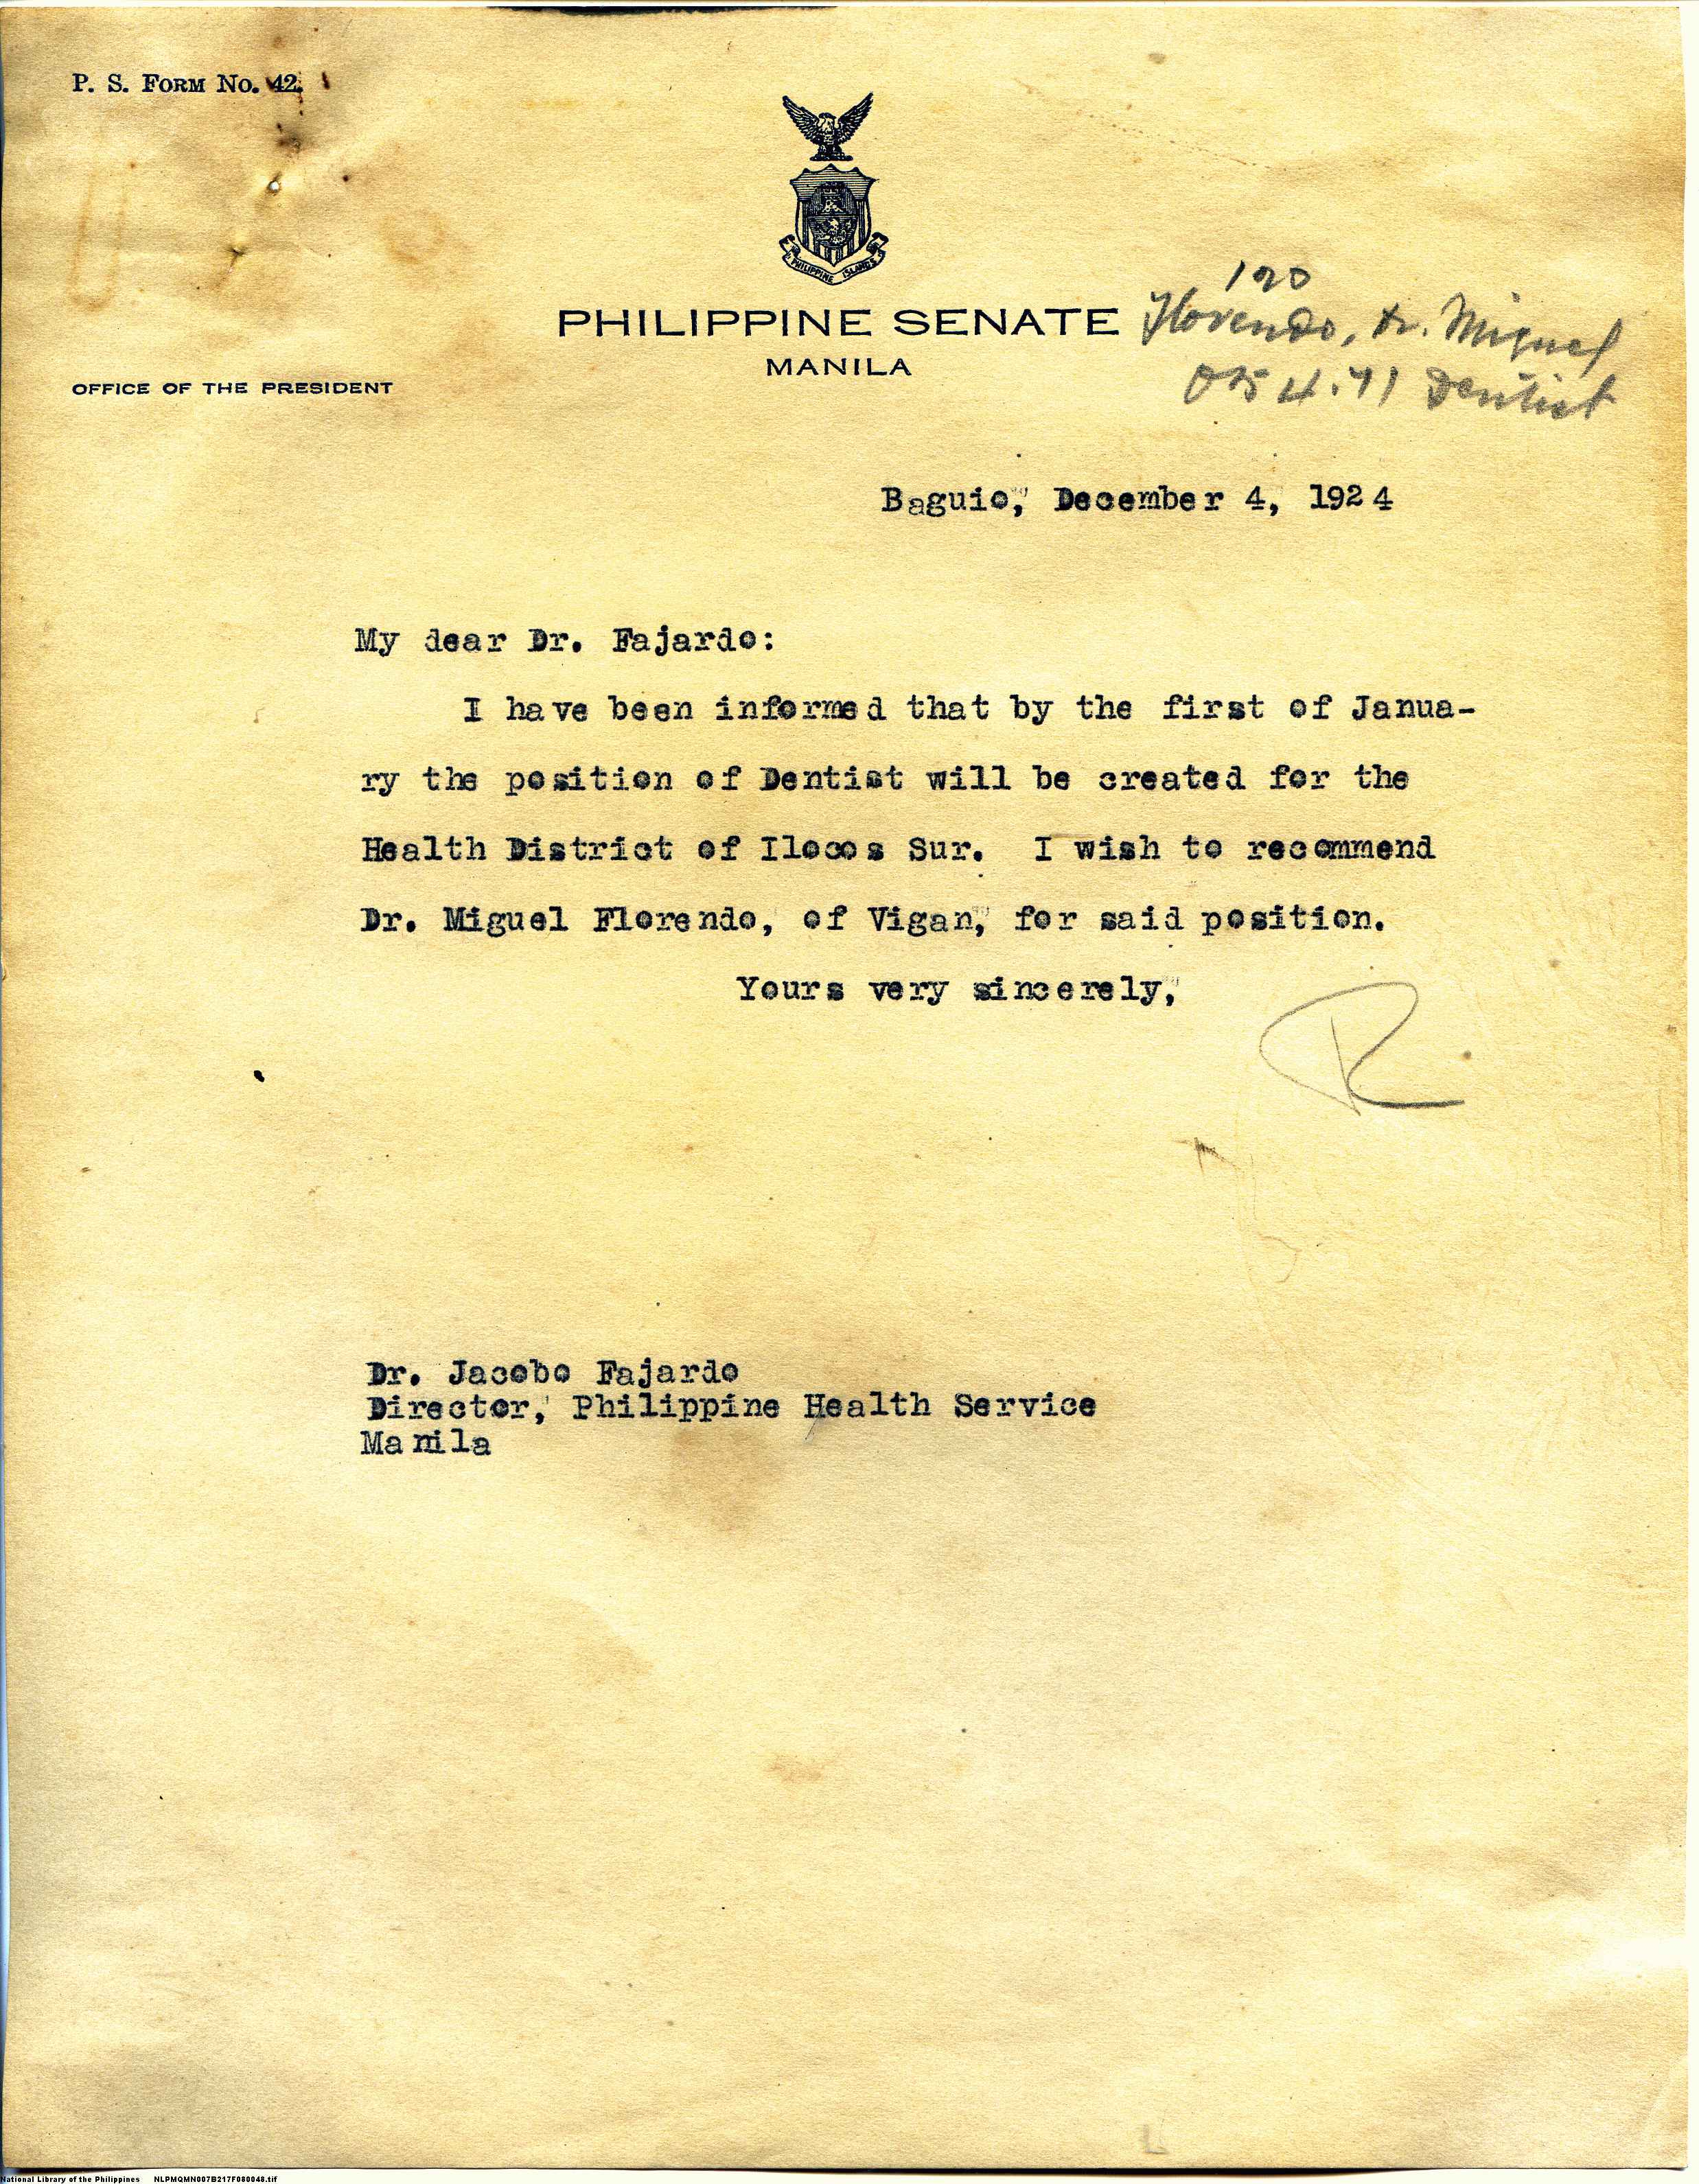 P. S. FORM No. 42.
PHILIPPINE ISLANDS
PHILIPPINE SENATE
MANILA
OFFICE OF THE PRESIDENT
120
Florendo, Dr. Miguel
Dentist
Baguio, December 4, 1924
My dear Dr. Fajardo:
I have been informed that by the first of Janua-
ry the position of Dentist will be created for the
Health District of Ilocos Sur. I wish to recommend
Dr. Miguel Florendo, of Vigan, for said position.
Yours very sincerely,
R
Dr. Jacobo Fajardo
Director, Philippine Health Service
Manila
National Library of the Philippines NLPMQMN007B217F080048.tif